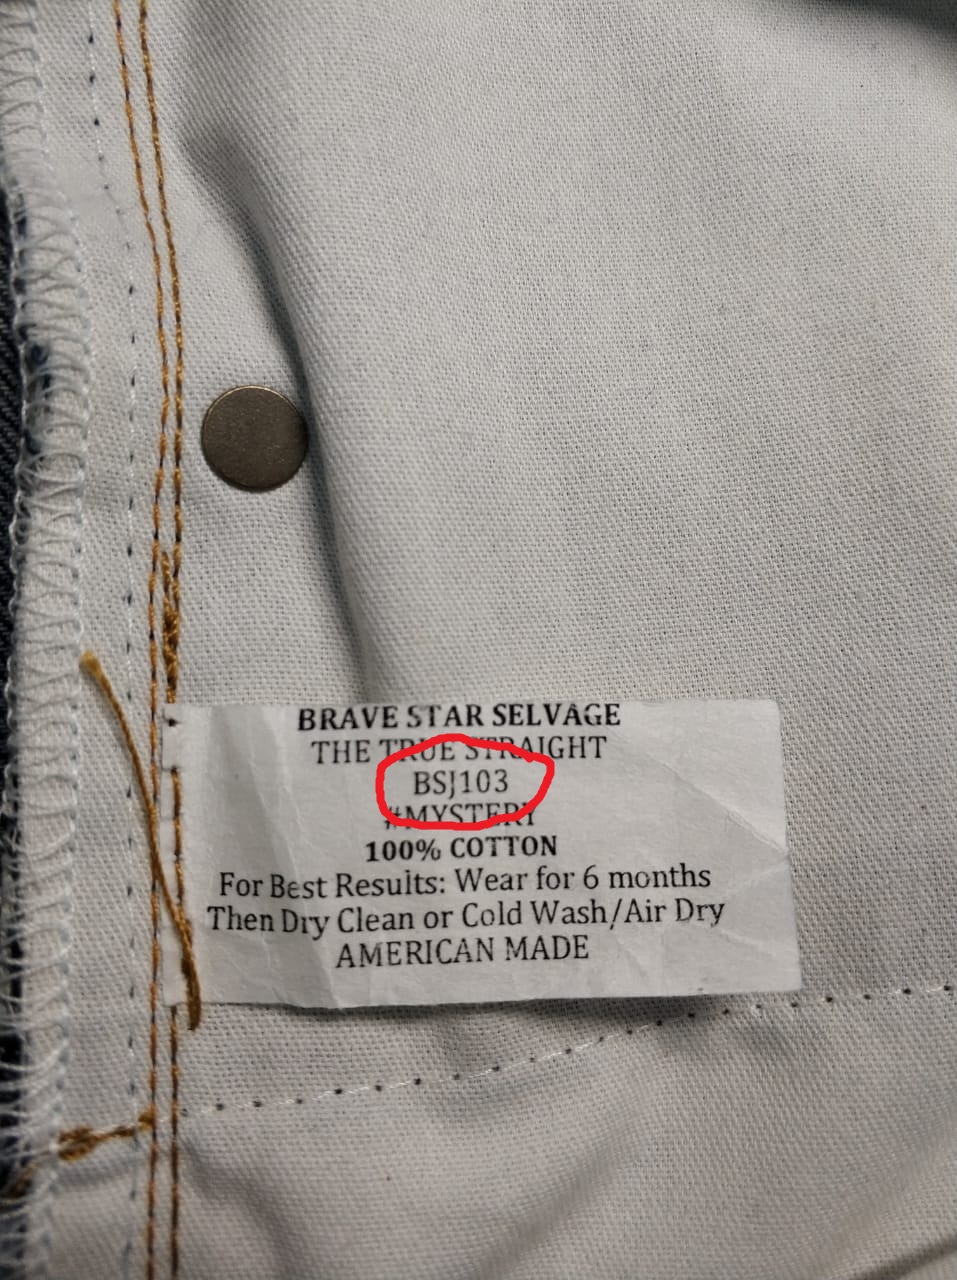 BRAVE STAR SELVAGE
THE TRUE STRAIGHT
BSJ103
#MYSTERY
100% COTTON
For Best Results: Wear for 6 months
Then Dry Clean or Cold Wash/Air Dry
AMERICAN MADE